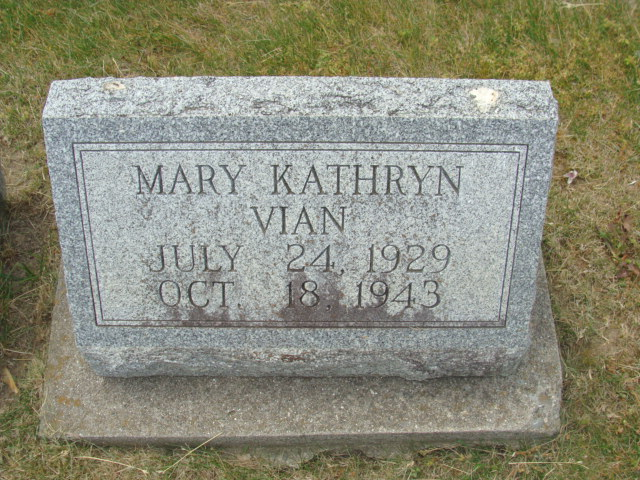 MARY KATHRYN
VIAN
JULY 24, 1929
OCT. 18, 1943